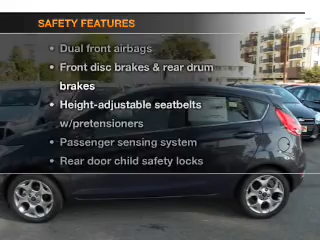 SAFETY FEATURES
• Dual front airbags
• Front disc brakes & rear drum
brakes
• Height-adjustable seatbelts
w/pretensioners
• Passenger sensing system
• Rear door child safety locks